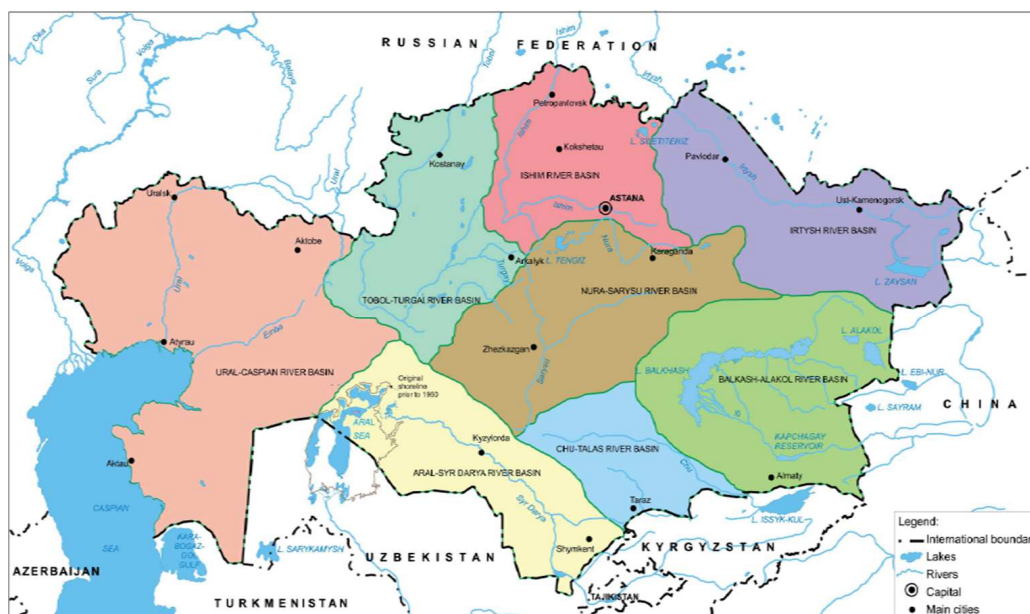 RUSSIAN FEDERATION
Oka
Volga
Sura
Belaya
Tobol
Ishim
Irtysh
Petropavlovsk
Ishim
L. SILETITERIZ
Kokshetau
Kostanay
Pavlodar
Irtysh
ISHIM RIVER BASIN
Ural
Uralsk
ASTANA
Ishim
Ust-Kamenogorsk
IRTYSH RIVER BASIN
Aktobe
Nura
Karaganda
Arkalyk
L. TENGIZ
Turgay
Volga
Ural
L. ZAYSAN
NURA-SARYSU RIVER BASIN
TOBOL-TURGAI RIVER BASIN
Emba
Atyrau
Zhezkazgan
L. ALAKOL
Sarysu
URAL-CASPIAN RIVER BASIN
L. BALKHASH
L. EBI-NUR
BALKASH-ALAKOL RIVER BASIN
Original
shoreline
prior to 1960
CHINA
L. SAYRAM
ARAL
SEA
Kyzylorda
KAPCHAGAY
RESERVOIR
CHU-TALAS RIVER BASIN
Aktau
ARAL-SYR DARYA RIVER BASIN
Chu
Almaty
Syr Darya
Taraz
L. ISSYK-KUL
CASPIAN
SEA
KARA-
BOGAZ-
GOL
GULF
L. SARYKAMYSH
Shymkent
UZBEKISTAN
KYRGYZSTAN
AZERBAIJAN
TAJIKISTAN
TURKMENISTAN
Legend:
International boundar
Lakes
Rivers
Capital
Main cities